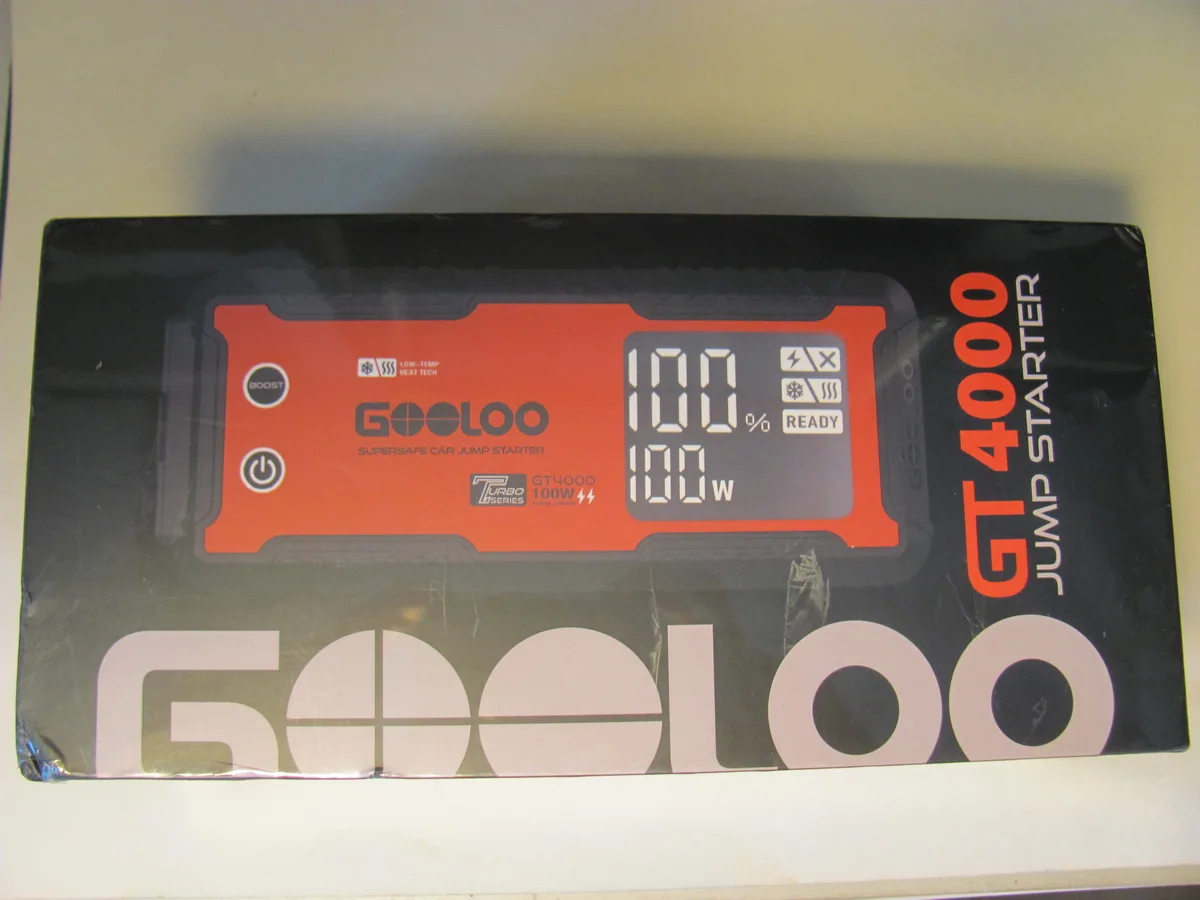 BOOST
LOW-TEMP
HEAT TECH
GOOLOO
SUPERSAFE CAR JUMP STARTER
TURBO
SERIES
GT4000
100W
100%
100W
READY
GT 4000
JUMP STARTER
GOOLOO